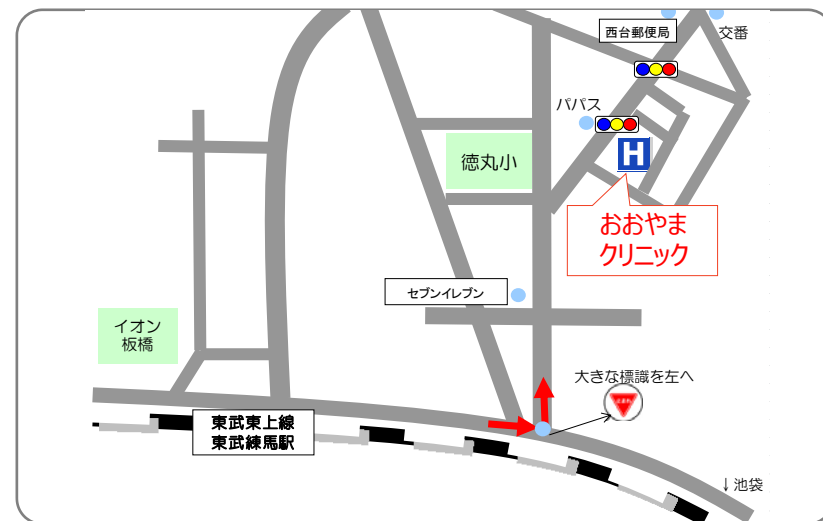 西台郵便局
交番
パパス
H
徳丸小
おおやま
クリニック
セブンイレブン
イオン
板橋
大きな標識を左へ
東武東上線
東武練馬駅
↓池袋